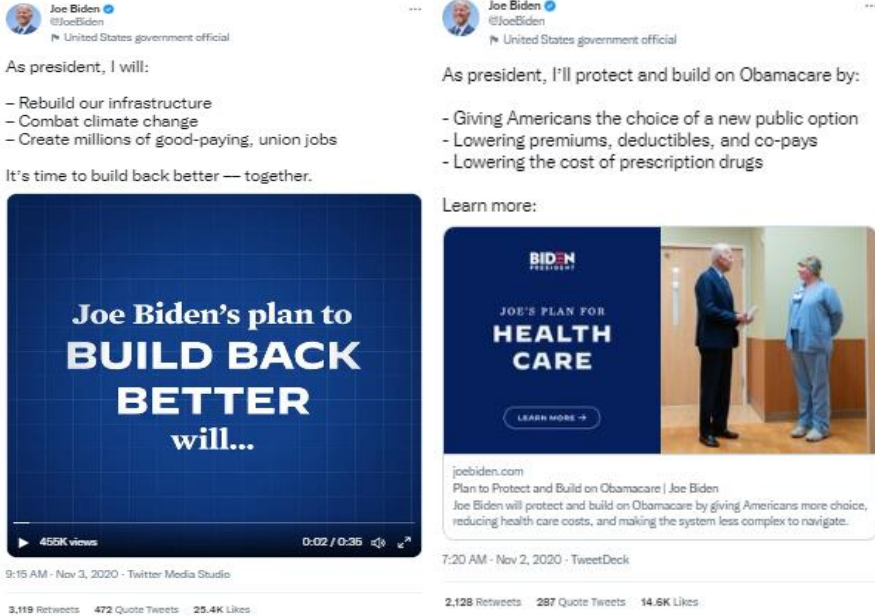 Joe Biden
@JoeBiden
United States government official
As president, I will:
– Rebuild our infrastructure
– Combat climate change
– Create millions of good-paying, union jobs
It's time to build back better –– together.
Joe Biden's plan to
BUILD BACK
BETTER
will...
455K views
0:02 / 0:35
9:15 AM · Nov 3, 2020 · Twitter Media Studio
3,119 Retweets 472 Quote Tweets 25.4K Likes
Joe Biden
@JoeBiden
United States government official
As president, I'll protect and build on Obamacare by:
- Giving Americans the choice of a new public option
- Lowering premiums, deductibles, and co-pays
- Lowering the cost of prescription drugs
Learn more:
BIDEN
PRESIDENT
JOE'S PLAN FOR
HEALTH
CARE
LEARN MORE →
joebiden.com
Plan to Protect and Build on Obamacare | Joe Biden
Joe Biden will protect and build on Obamacare by giving Americans more choice,
reducing health care costs, and making the system less complex to navigate.
7:20 AM · Nov 2, 2020 · TweetDeck
2,128 Retweets 287 Quote Tweets 14.6K Likes